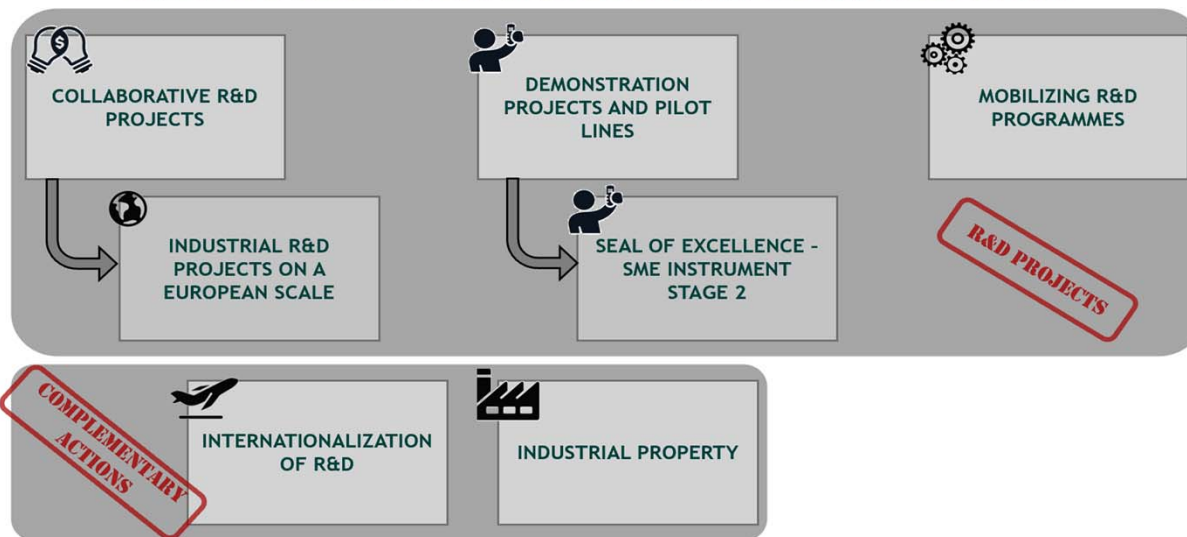 COLLABORATIVE R&D
PROJECTS
DEMONSTRATION
PROJECTS AND PILOT
LINES
MOBILIZING R&D
PROGRAMMES
INDUSTRIAL R&D
PROJECTS ON A
EUROPEAN SCALE
SEAL OF EXCELLENCE -
SME INSTRUMENT
STAGE 2
R&D PROJECTS
COMPLEMENTARY
ACTIONS
INTERNATIONALIZATION
OF R&D
INDUSTRIAL PROPERTY